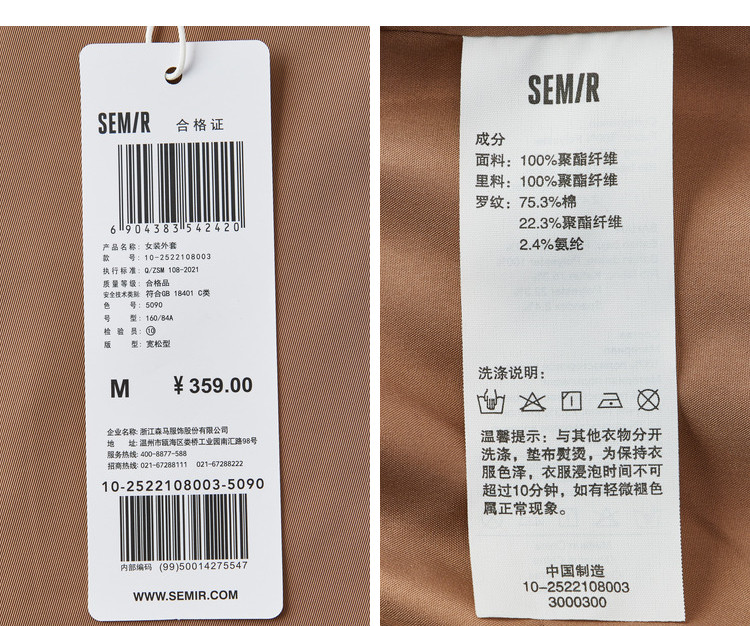 SEMIR 合格证
6 904383 542420
产品名称: 女装外套
款 号: 10-2522108003
执行标准: Q/ZSM 108-2021
质量等级: 合格品
安全技术类别: 符合GB 18401 C类
色 号: 5090
号 型: 160/84A
检 验 员: ⑩
版 型: 宽松型
M ¥359.00
企业名称: 浙江森马服饰股份有限公司
地 址: 温州市瓯海区娄桥工业园南汇路98号
服务热线: 400-8877-588
招商热线: 021-67288111 021-67288222
10-2522108003-5090
内部编码 (99)50014275547
WWW.SEMIR.COM
SEMIR
成分
面料: 100%聚酯纤维
里料: 100%聚酯纤维
罗纹: 75.3%棉
22.3%聚酯纤维
2.4%氨纶
洗涤说明:
温馨提示: 与其他衣物分开
洗涤, 垫布熨烫, 为保持衣
服色泽, 衣服浸泡时间不可
超过10分钟, 如有轻微褪色
属正常现象。
中国制造
10-2522108003
3000300